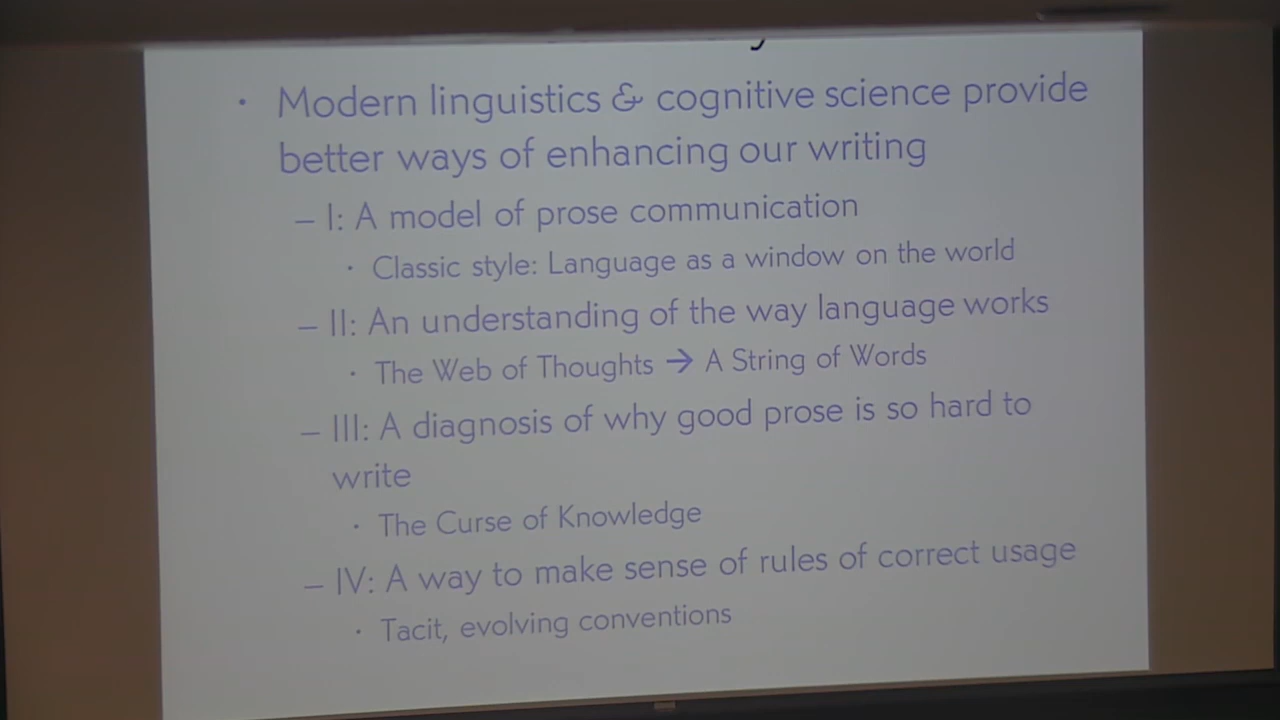 • Modern linguistics & cognitive science provide
better ways of enhancing our writing
– I: A model of prose communication
• Classic style: Language as a window on the world
– II: An understanding of the way language works
• The Web of Thoughts → A String of Words
– III: A diagnosis of why good prose is so hard to
write
• The Curse of Knowledge
– IV: A way to make sense of rules of correct usage
• Tacit, evolving conventions